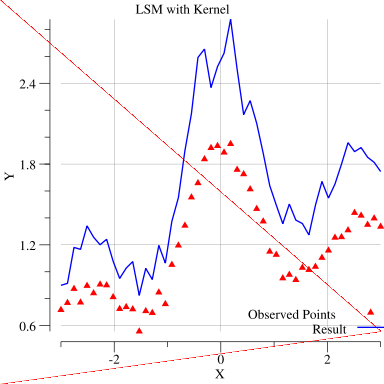 LSM with Kernel
2.4
1.8
Y
1.2
0.6
Observed Points
Result
-2
0
2
X